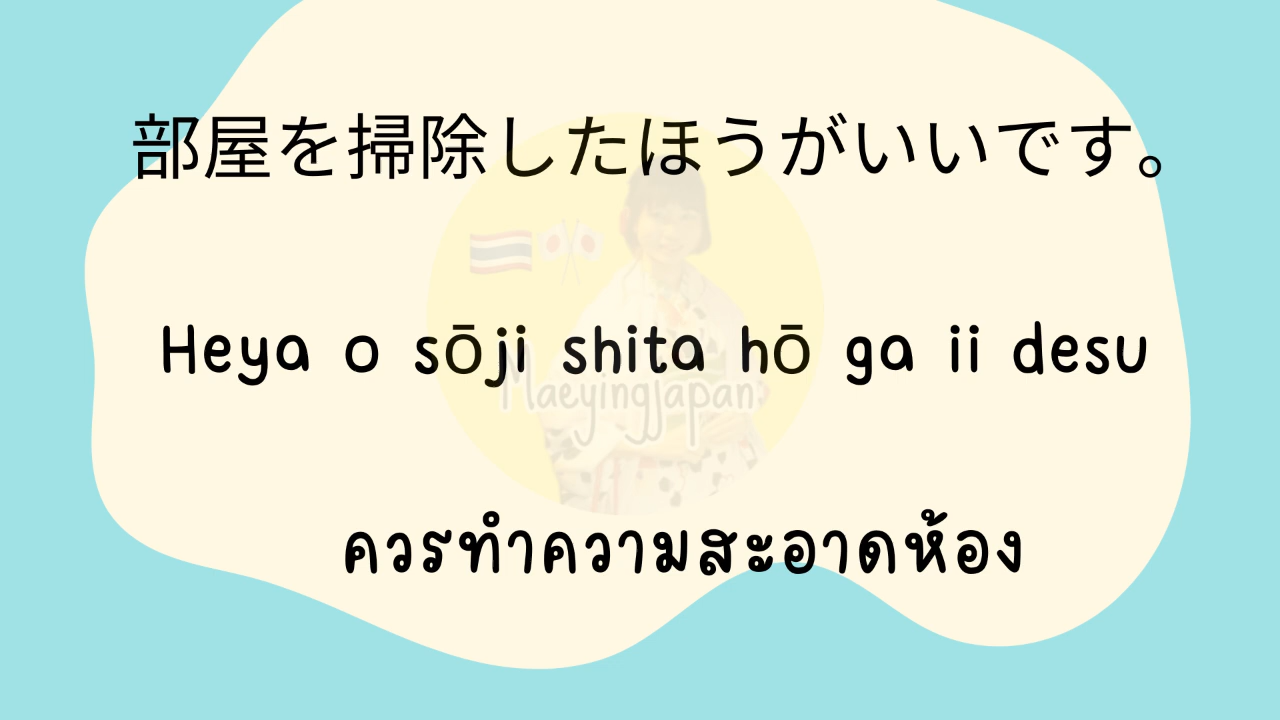 部屋を掃除したほうがいいです。
Heya o sōji shita hō ga ii desu
Maeyingjapan
ควรทำความสะอาดห้อง